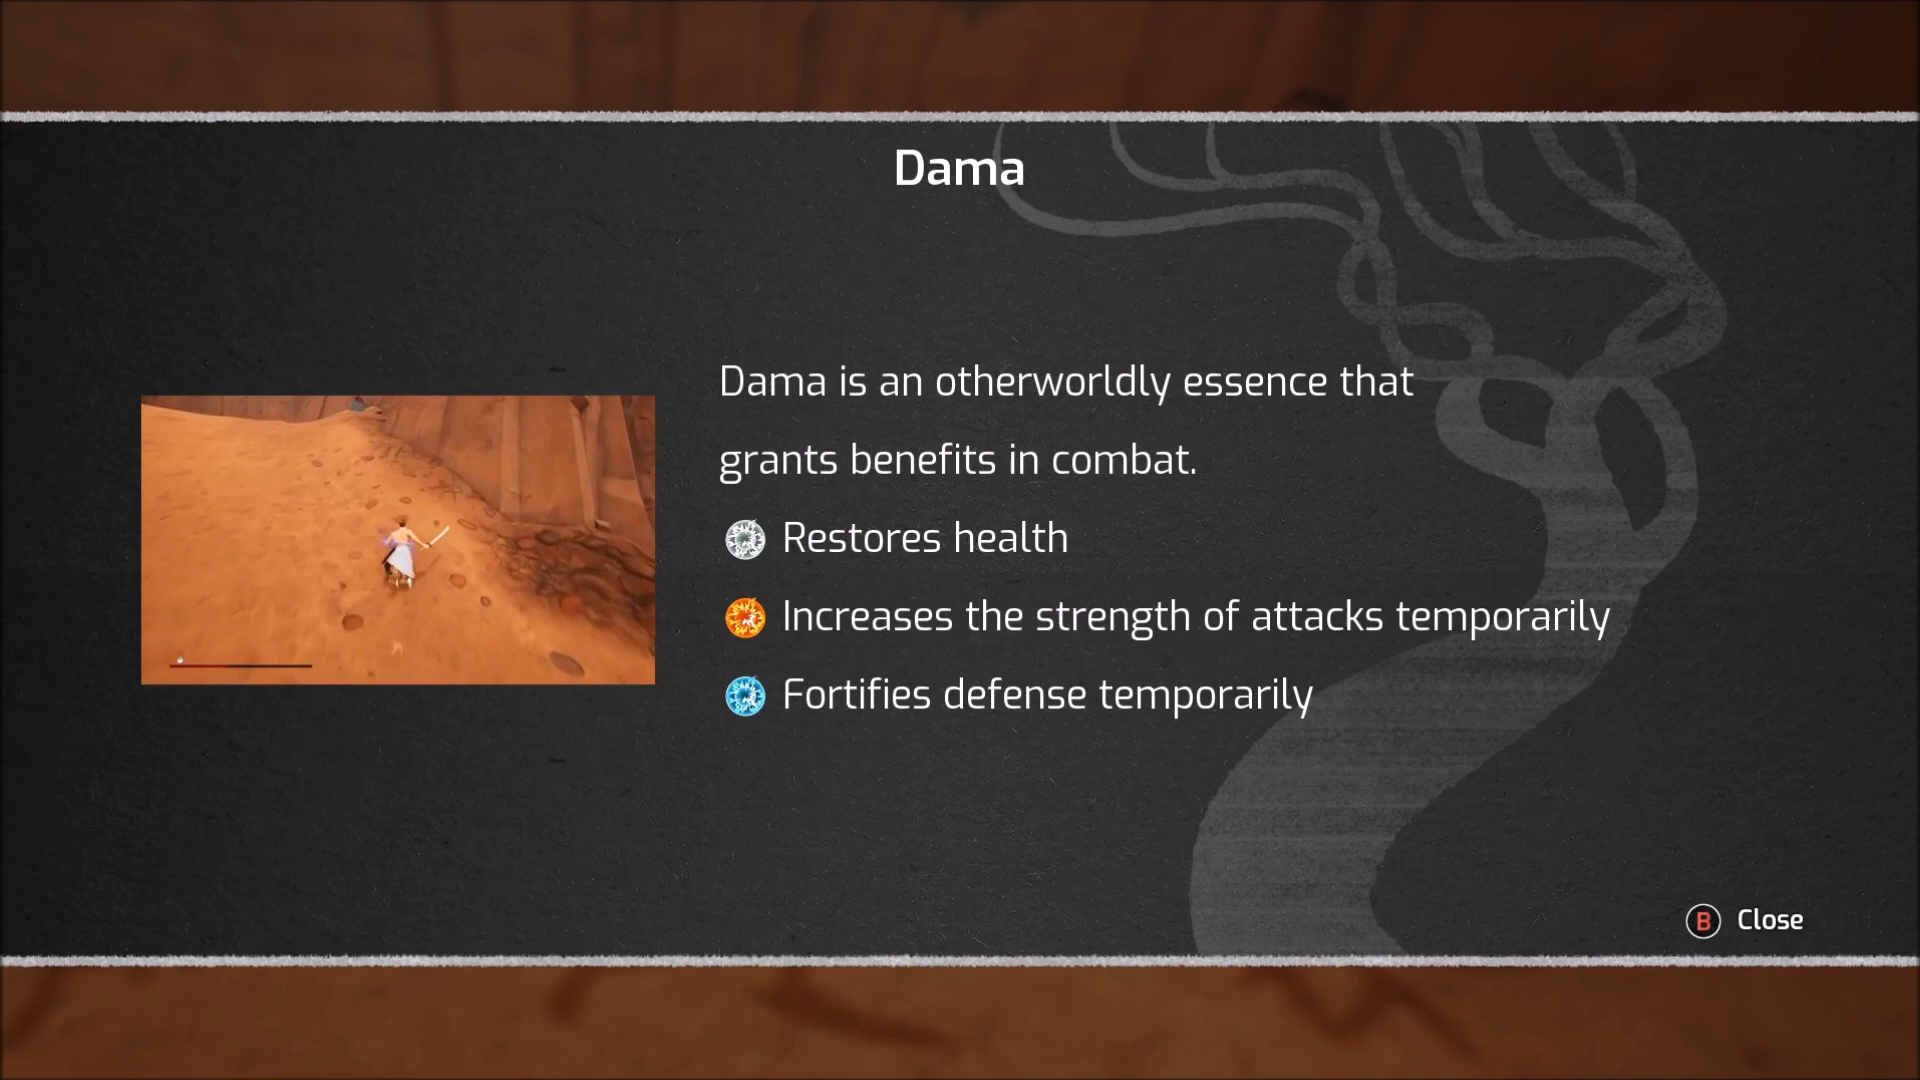 Dama
Dama is an otherworldly essence that
grants benefits in combat.
Restores health
Increases the strength of attacks temporarily
Fortifies defense temporarily
B Close